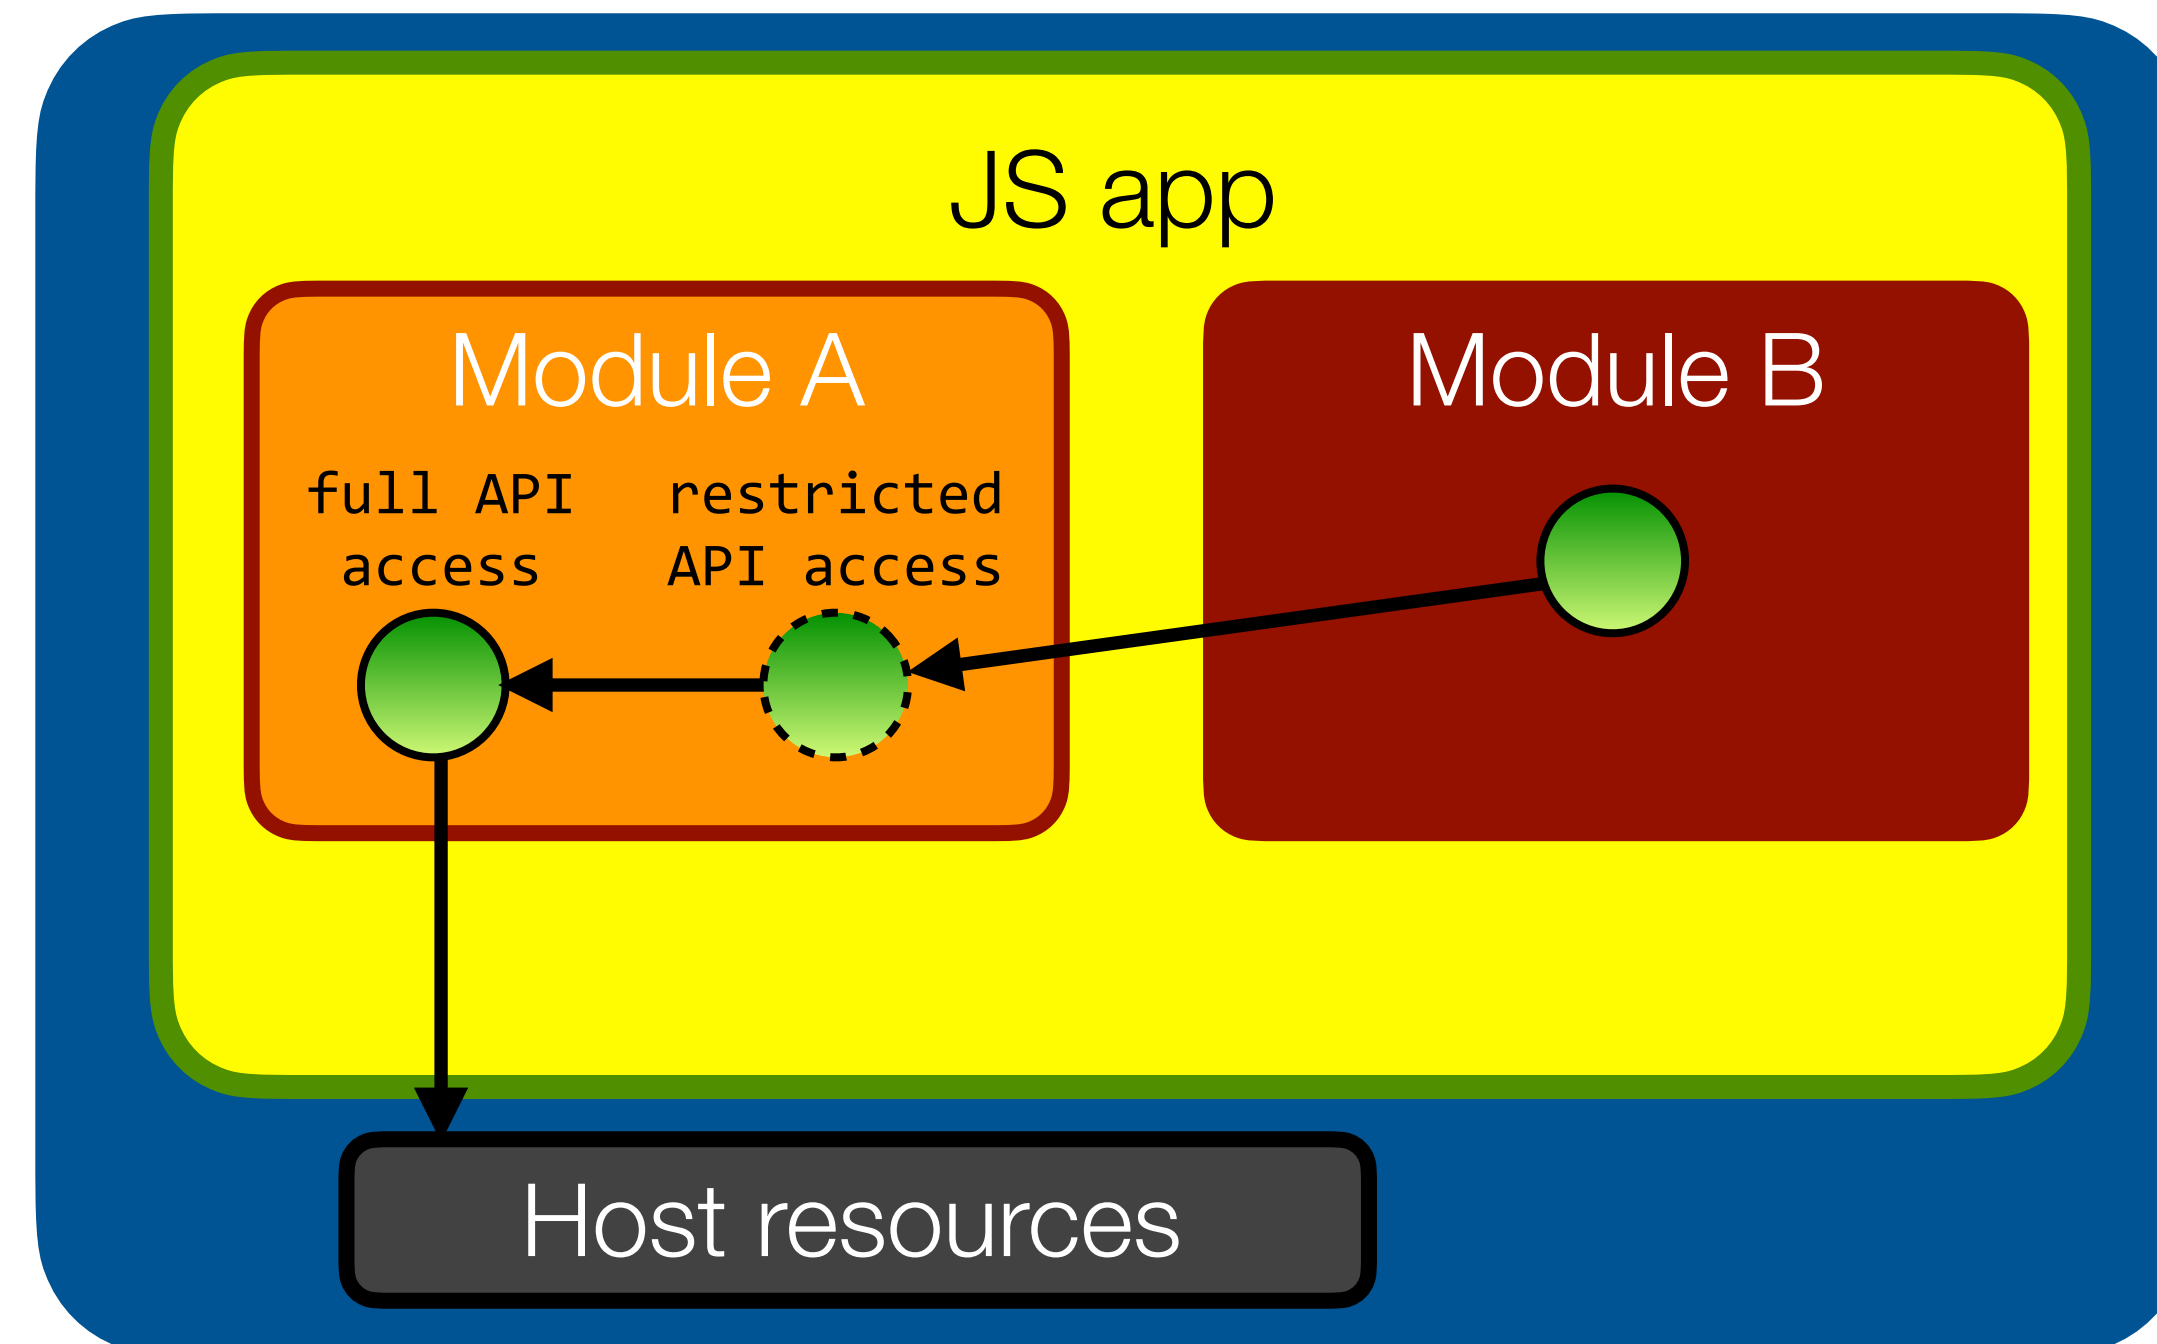 JS app
Module A
Module B
full API
access
restricted
API access
Host resources